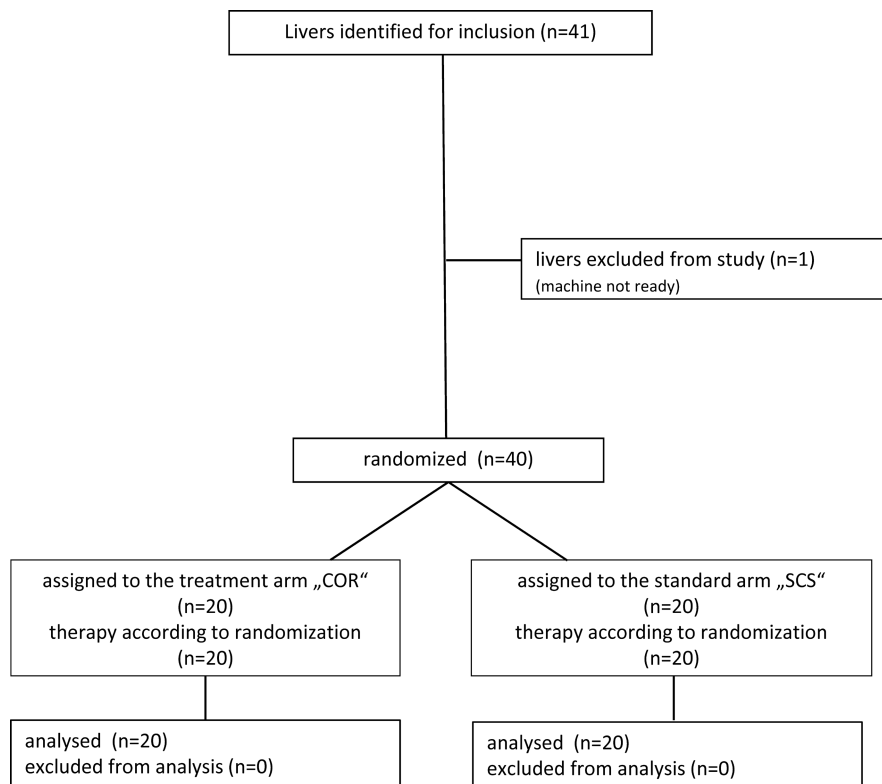 Livers identified for inclusion (n=41)
livers excluded from study (n=1)
(machine not ready)
randomized (n=40)
assigned to the treatment arm „COR“
(n=20)
therapy according to randomization
(n=20)
assigned to the standard arm „SCS“
(n=20)
therapy according to randomization
(n=20)
analysed (n=20)
excluded from analysis (n=0)
analysed (n=20)
excluded from analysis (n=0)